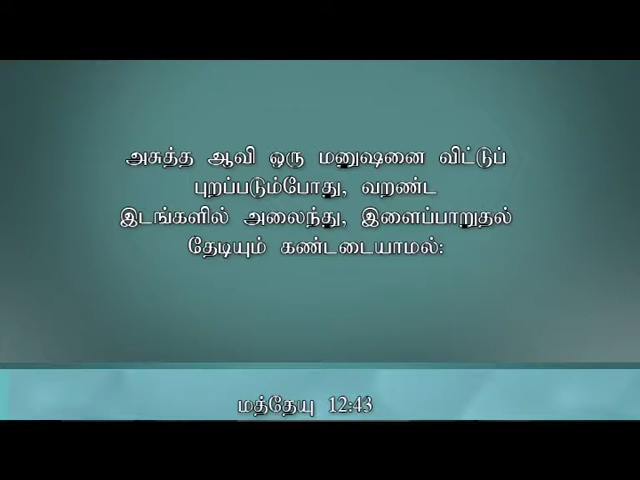 அசுத்த ஆவி ஒரு மனுஷனை விட்டுப்
புறப்படும்போது, வறண்ட
இடங்களில் அலைந்து, இளைப்பாறுதல்
தேடியும் கண்டடையாமல்:
மத்தேயு 12:43